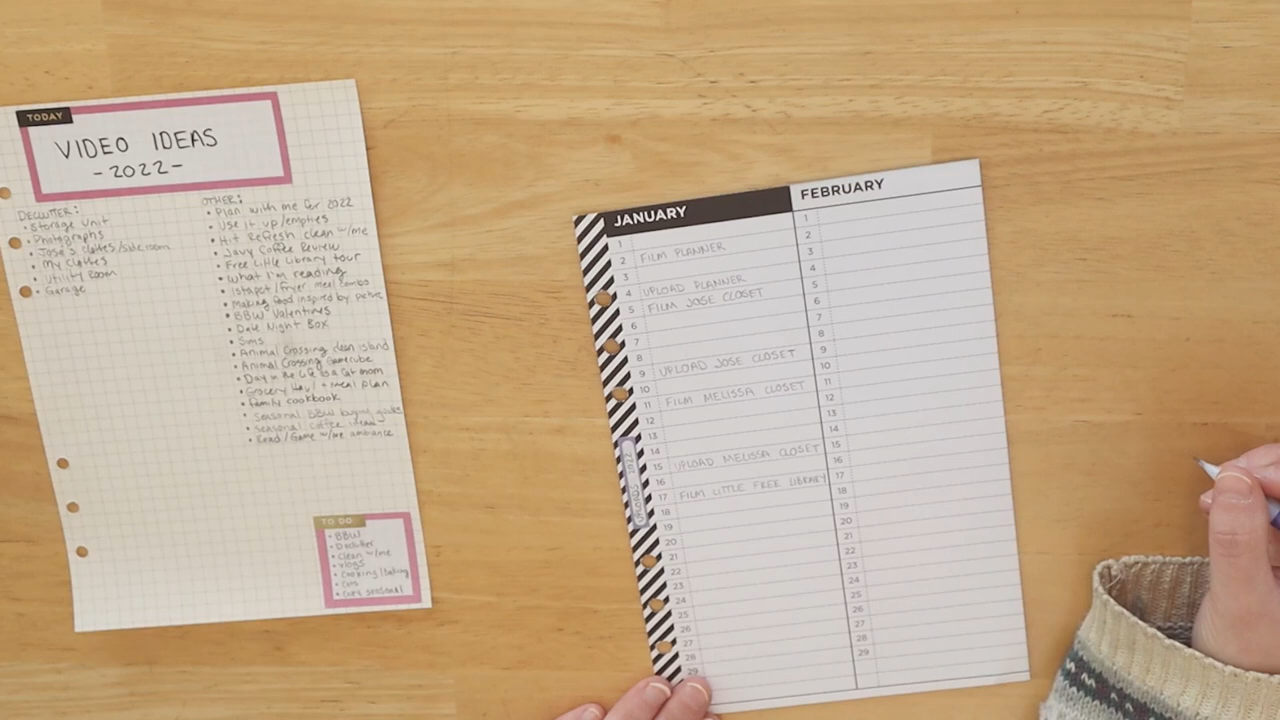 TODAY
VIDEO IDEAS
-2022-
DECLUTTER:
• Storage Unit
• Photographs
• Jose's clothes/side room
• My clothes
• Utility Room
• Garage
OTHER:
• Plan with me for 2022
• Use it up/empties
• Hit Refresh clean w/me
• Javy Coffee Review
• Free Little Library tour
• What I'm reading
• Instapot/fryer meal combos
• Making food inspired by
• BBW Valentines
• Date Night Box
• Sims
• Animal Crossing clean island
• Animal Crossing Gamecube
• Day in the Life as a Cat mom
• Grocery Haul + meal plan
• family cookbook
• Seasonal BBW buying guides
• Seasonal coffee ideas
• Read/Game w/me ambiance
TO DO
• BBW
• Declutter
• Clean w/me
• Vlogs
• Cooking/baking
• Cats
• Cozy seasonal
UPLOADS 2022
JANUARY
1
2 FILM PLANNER
3
4 UPLOAD PLANNER
5 FILM JOSE CLOSET
6
7
8
9 UPLOAD JOSE CLOSET
10
11 FILM MELISSA CLOSET
12
13
14
15 UPLOAD MELISSA CLOSET
16
17 FILM LITTLE FREE LIBRARY
18
19
20
21
22
23
24
25
26
27
28
29
FEBRUARY
1
2
3
4
5
6
7
8
9
10
11
12
13
14
15
16
17
18
19
20
21
22
23
24
25
26
27
28
29